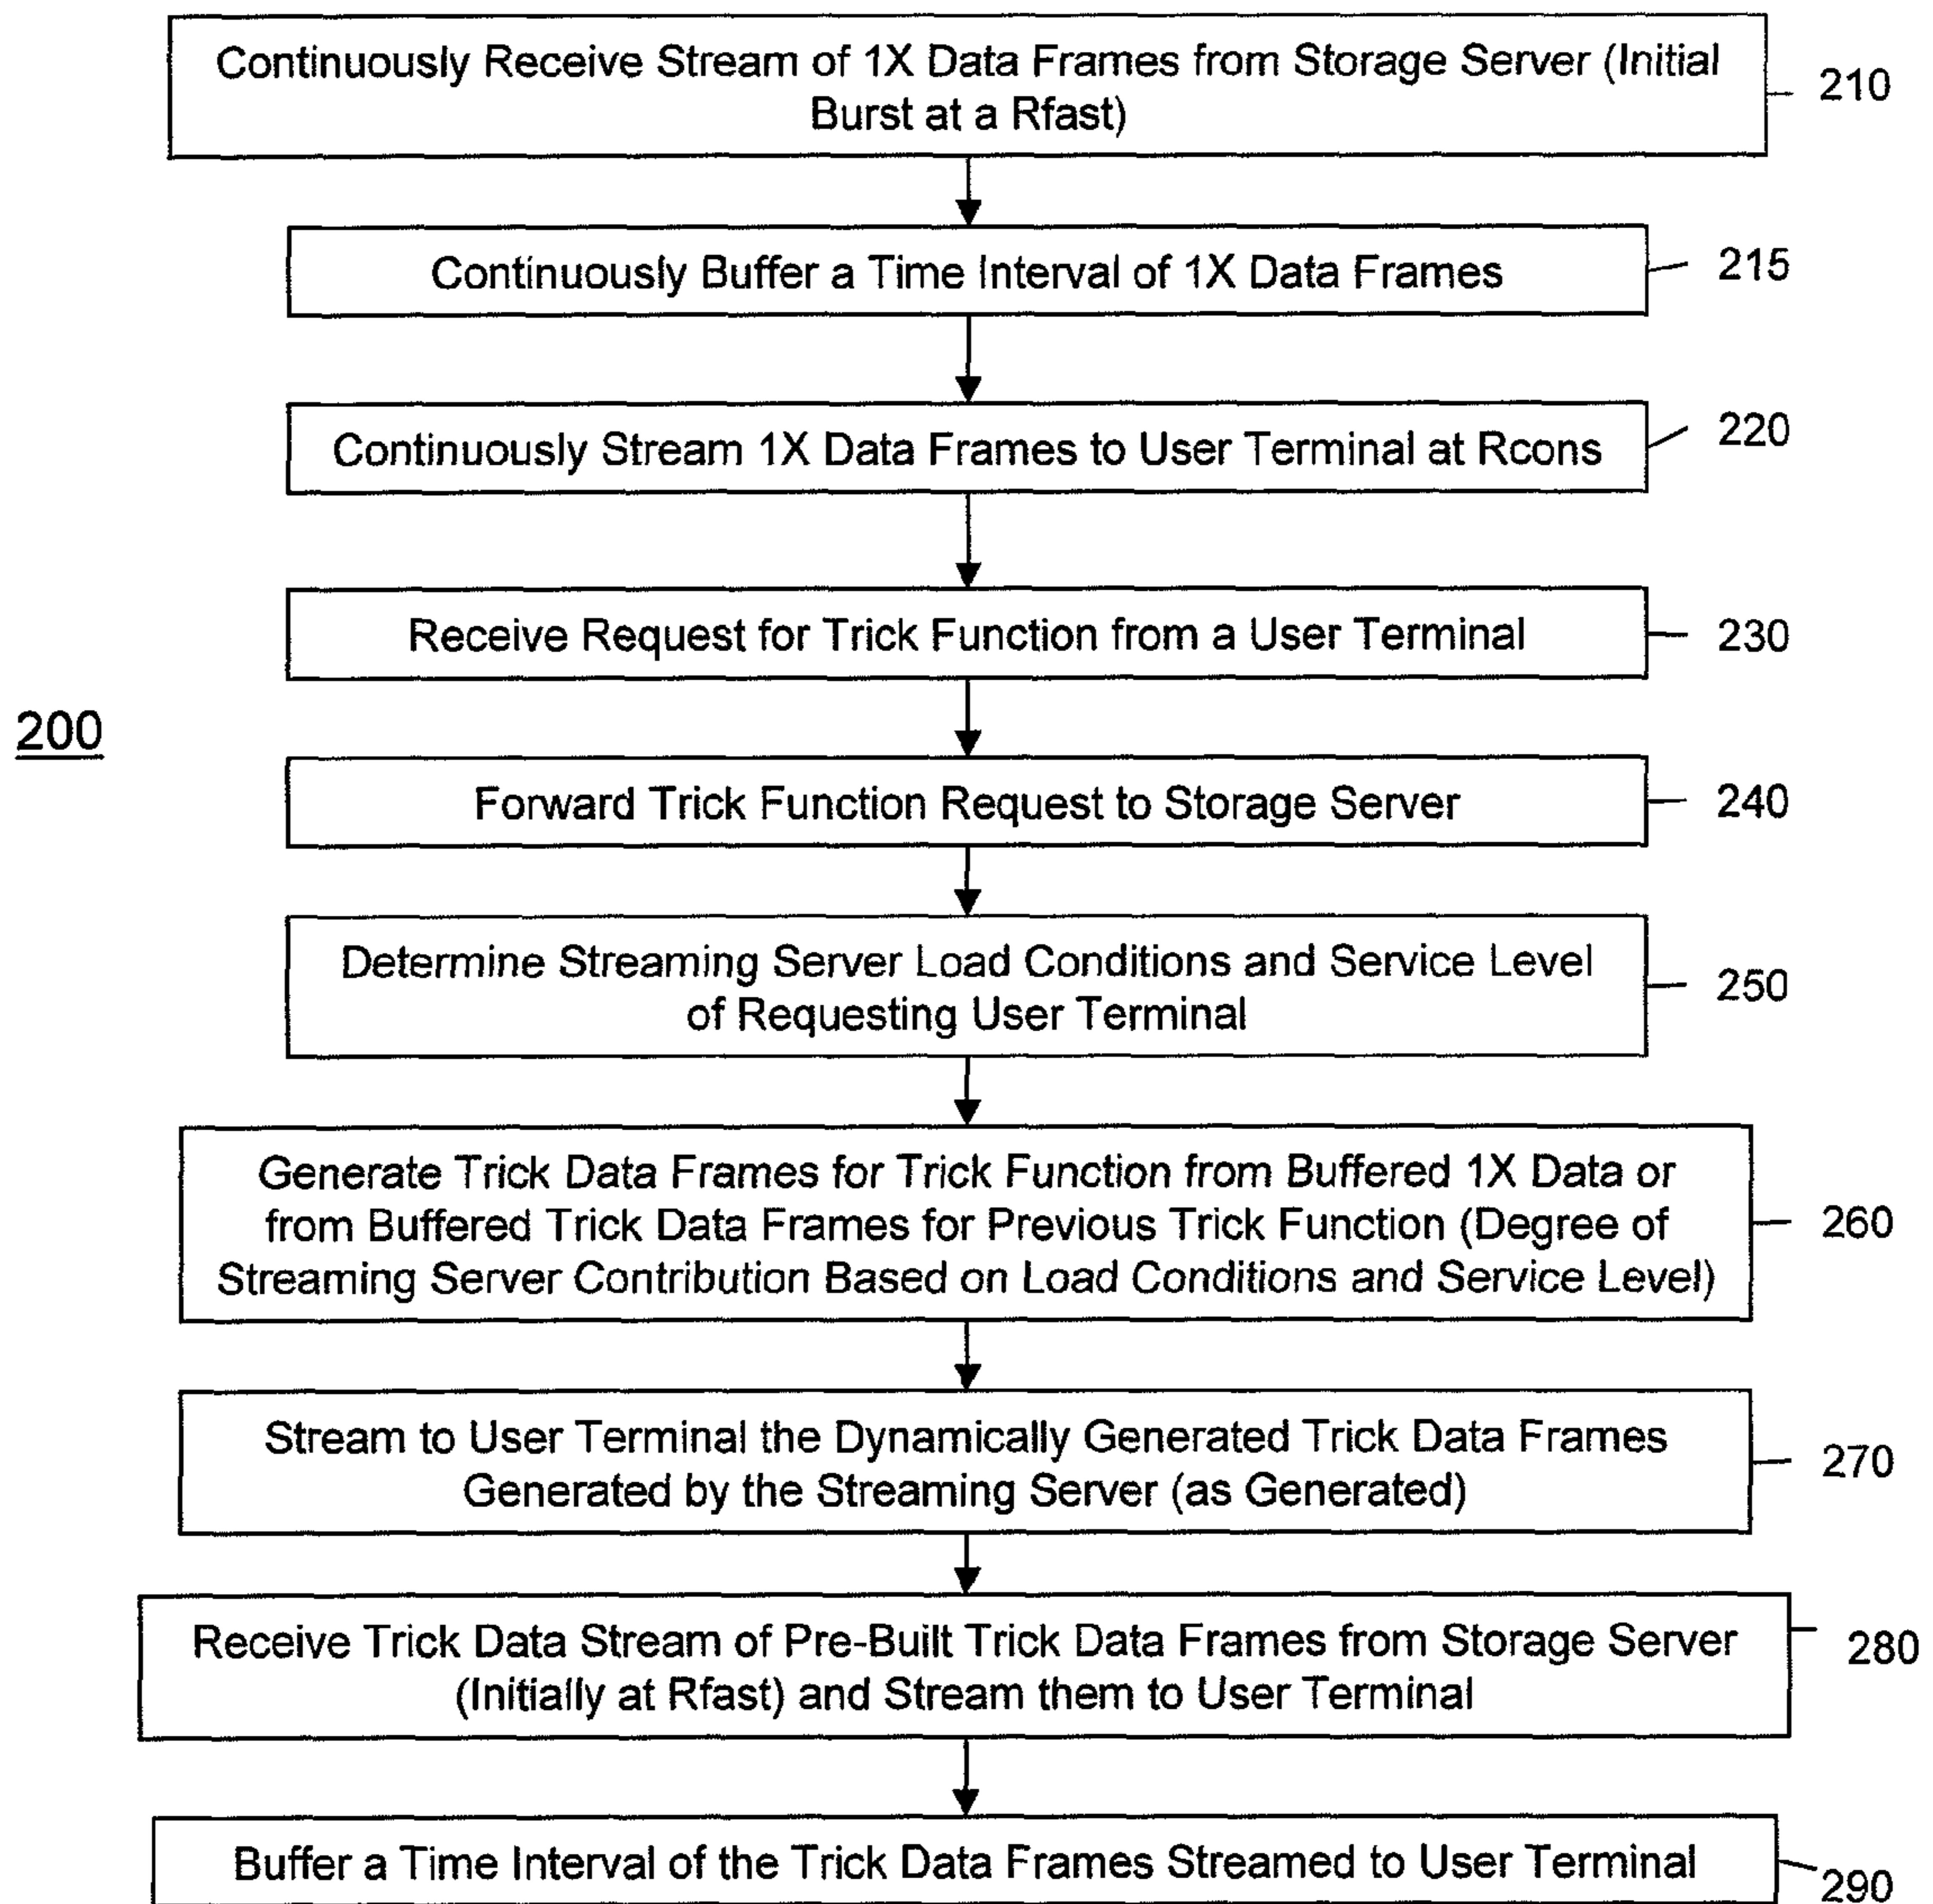 Continuously Receive Stream of 1X Data Frames from Storage Server (Initial
Burst at a Rfast)
210
Continuously Buffer a Time Interval of 1X Data Frames
215
Continuously Stream 1X Data Frames to User Terminal at Rcons
220
Receive Request for Trick Function from a User Terminal
230
200
Forward Trick Function Request to Storage Server
240
Determine Streaming Server Load Conditions and Service Level
of Requesting User Terminal
250
Generate Trick Data Frames for Trick Function from Buffered 1X Data or
from Buffered Trick Data Frames for Previous Trick Function (Degree of
Streaming Server Contribution Based on Load Conditions and Service Level)
260
Stream to User Terminal the Dynamically Generated Trick Data Frames
Generated by the Streaming Server (as Generated)
270
Receive Trick Data Stream of Pre-Built Trick Data Frames from Storage Server
(Initially at Rfast) and Stream them to User Terminal
280
Buffer a Time Interval of the Trick Data Frames Streamed to User Terminal
290